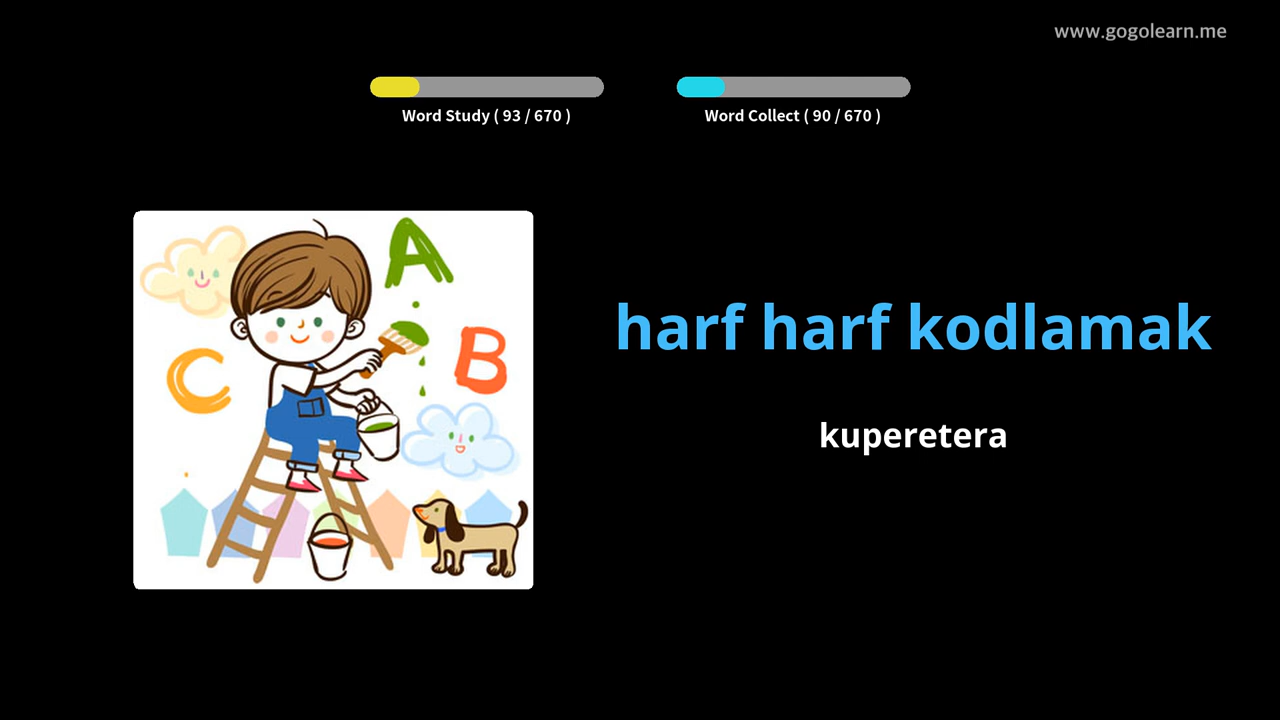 www.gogolearn.me
Word Study ( 93 / 670 )
Word Collect ( 90 / 670 )
A
B
C
harf harf kodlamak
kuperetera